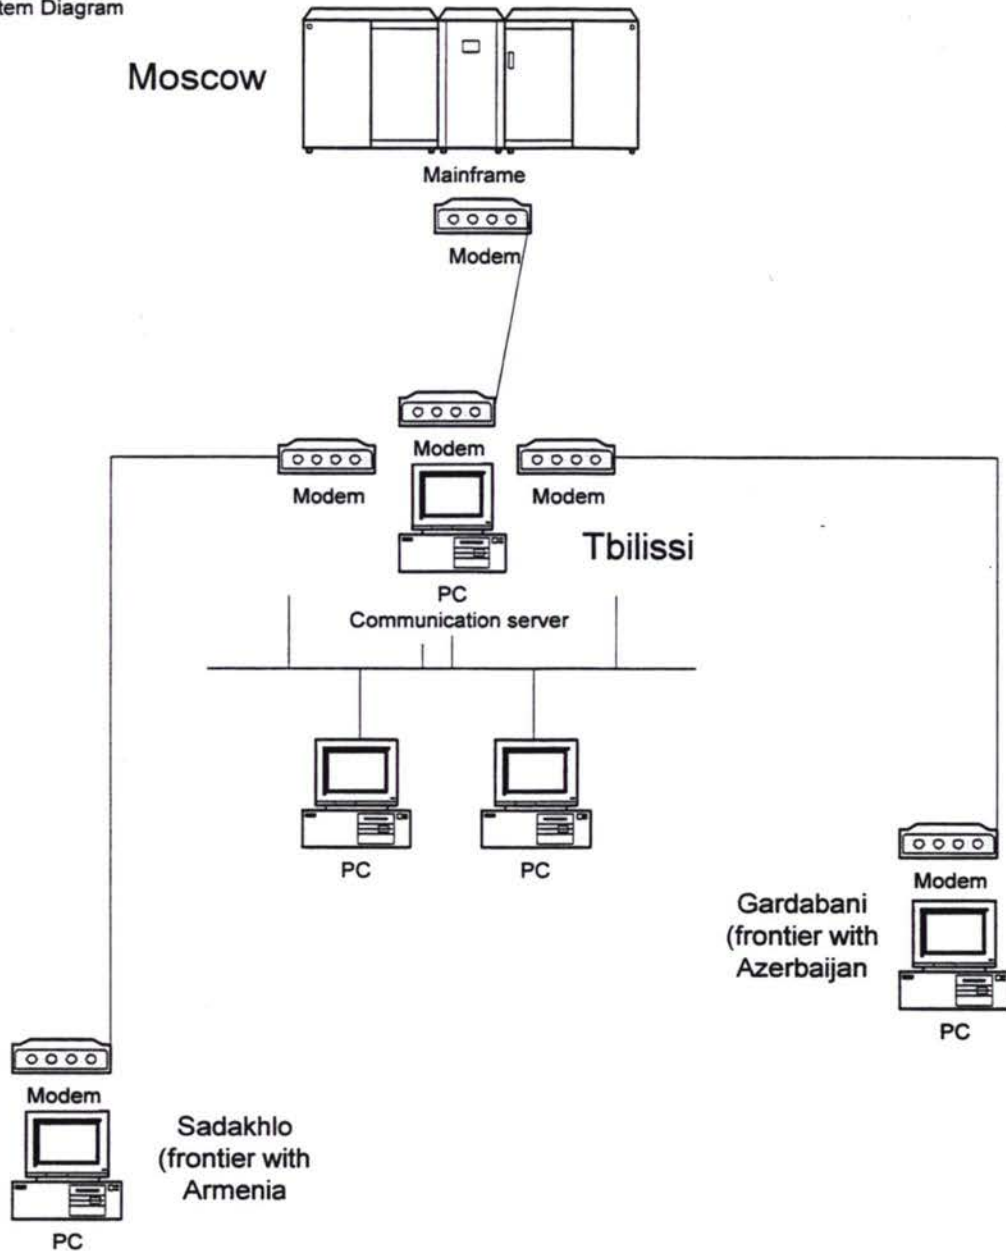 tem Diagram
Moscow
Mainframe
Modem
Modem
Modem
Modem
Tbilissi
PC
Communication server
PC
PC
Modem
Gardabani
(frontier with
Azerbaijan
PC
Modem
Sadakhlo
(frontier with
Armenia
PC